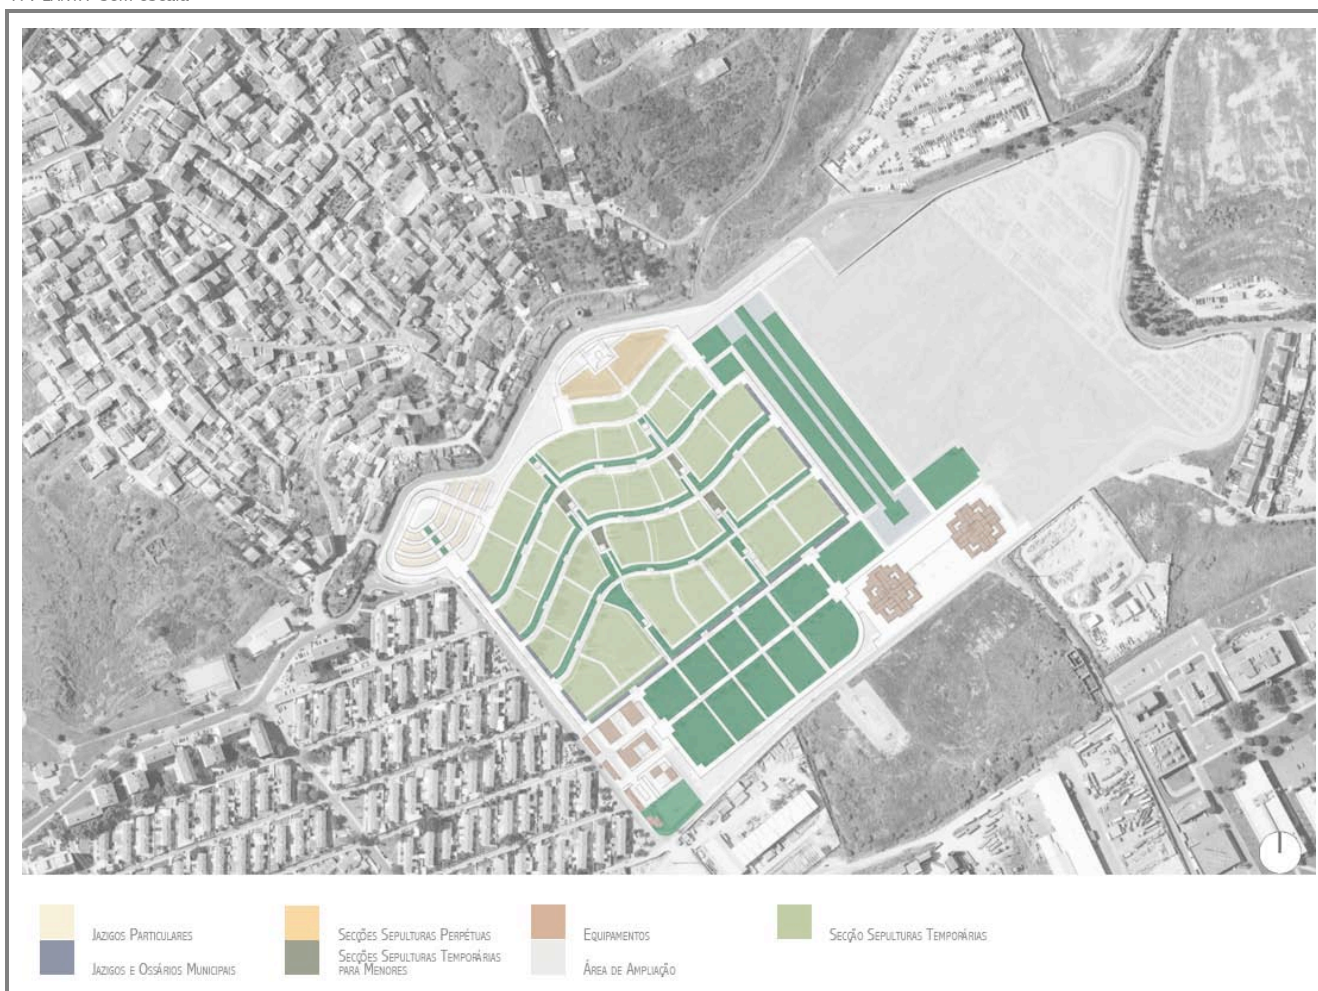 Jazigos Particulares
Jazigos e Ossários Municipais
Secções Sepulturas Perpétuas
Secções Sepulturas Temporárias
para Menores
Equipamentos
Área de Ampliação
Secção Sepulturas Temporárias